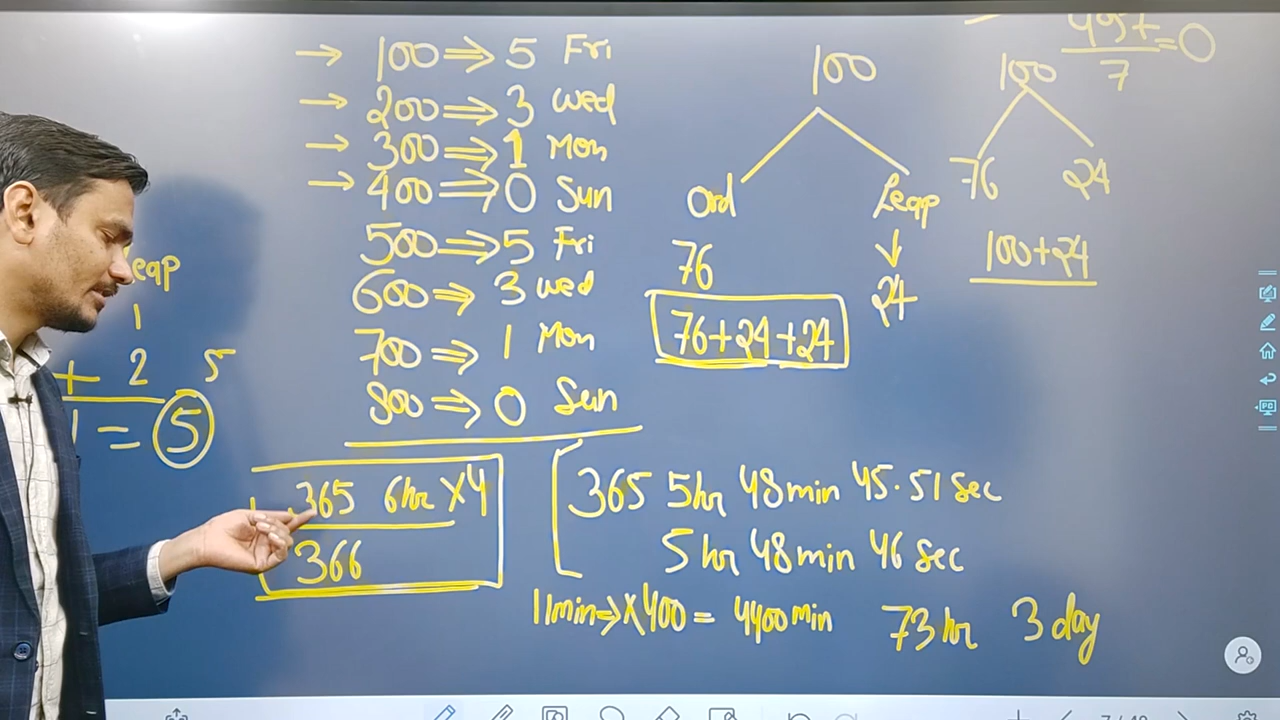 → 100 ⇒ 5 Fri
→ 200 ⇒ 3 Wed
→ 300 ⇒ 1 Mon
→ 400 ⇒ 0 Sun
500 ⇒ 5 Fri
600 ⇒ 3 Wed
700 ⇒ 1 Mon
800 ⇒ 0 Sun
eap
1
+ 2 5
1 = 5
100
Ord Leap
76 ↓
24
76+24+24
7 = 0
100
76 24
100+24
365 6hr ×4
366
365 5hr 48min 45.51 Sec
5hr 48min 46 Sec
11min ⇒ ×400 = 4400min 73hr 3 day
PC